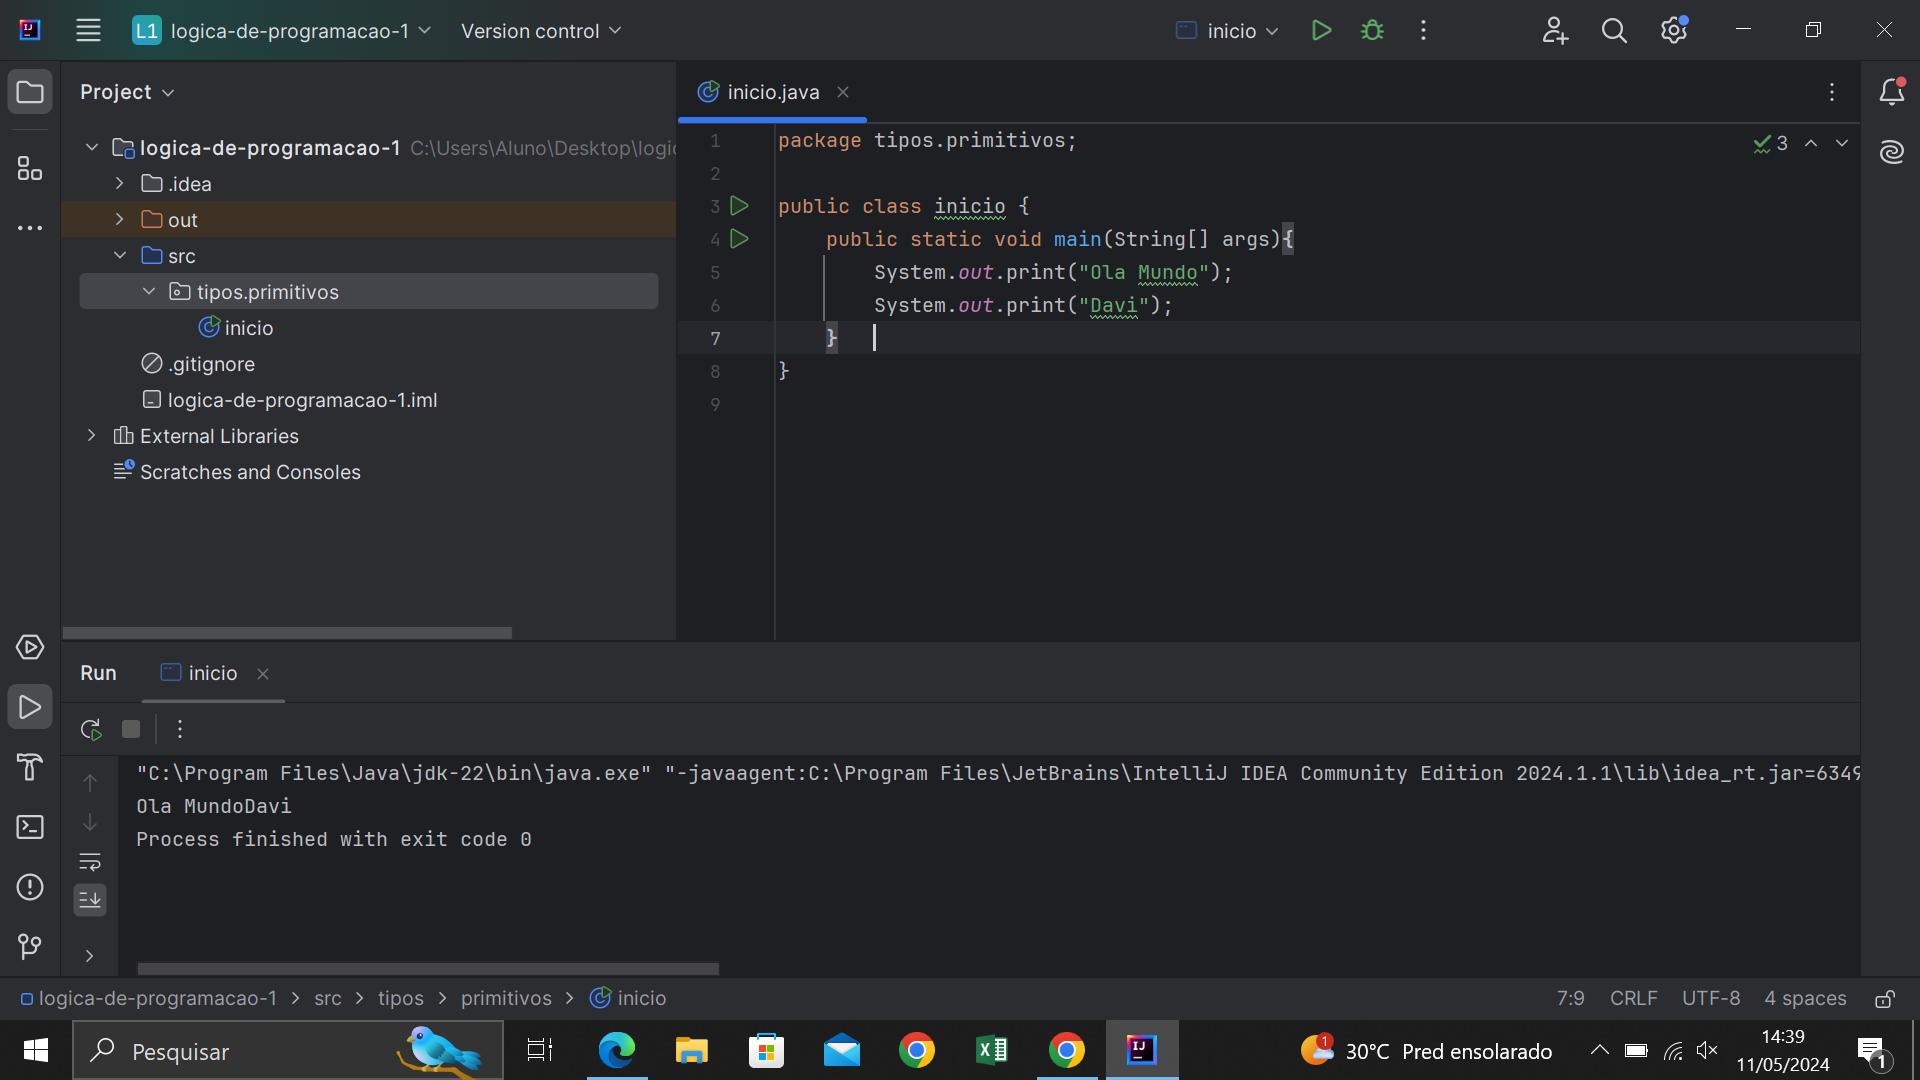 L1 logica-de-programacao-1 Version control inicio
Project
inicio.java
logica-de-programacao-1 C:\Users\Aluno\Desktop\logic
.idea
out
src
tipos.primitivos
inicio
.gitignore
logica-de-programacao-1.iml
External Libraries
Scratches and Consoles
3
1 package tipos.primitivos;
2
3 public class inicio {
4 public static void main(String[] args){
5 System.out.print("Ola Mundo");
6 System.out.print("Davi");
7 }
8 }
9
Run inicio
"C:\Program Files\Java\jdk-22\bin\java.exe" "-javaagent:C:\Program Files\JetBrains\IntelliJ IDEA Community Edition 2024.1.1\lib\idea_rt.jar=6349
Ola MundoDavi
Process finished with exit code 0
logica-de-programacao-1 > src > tipos > primitivos > inicio
7:9 CRLF UTF-8 4 spaces
Pesquisar
1 30°C Pred ensolarado
14:39
11/05/2024
1